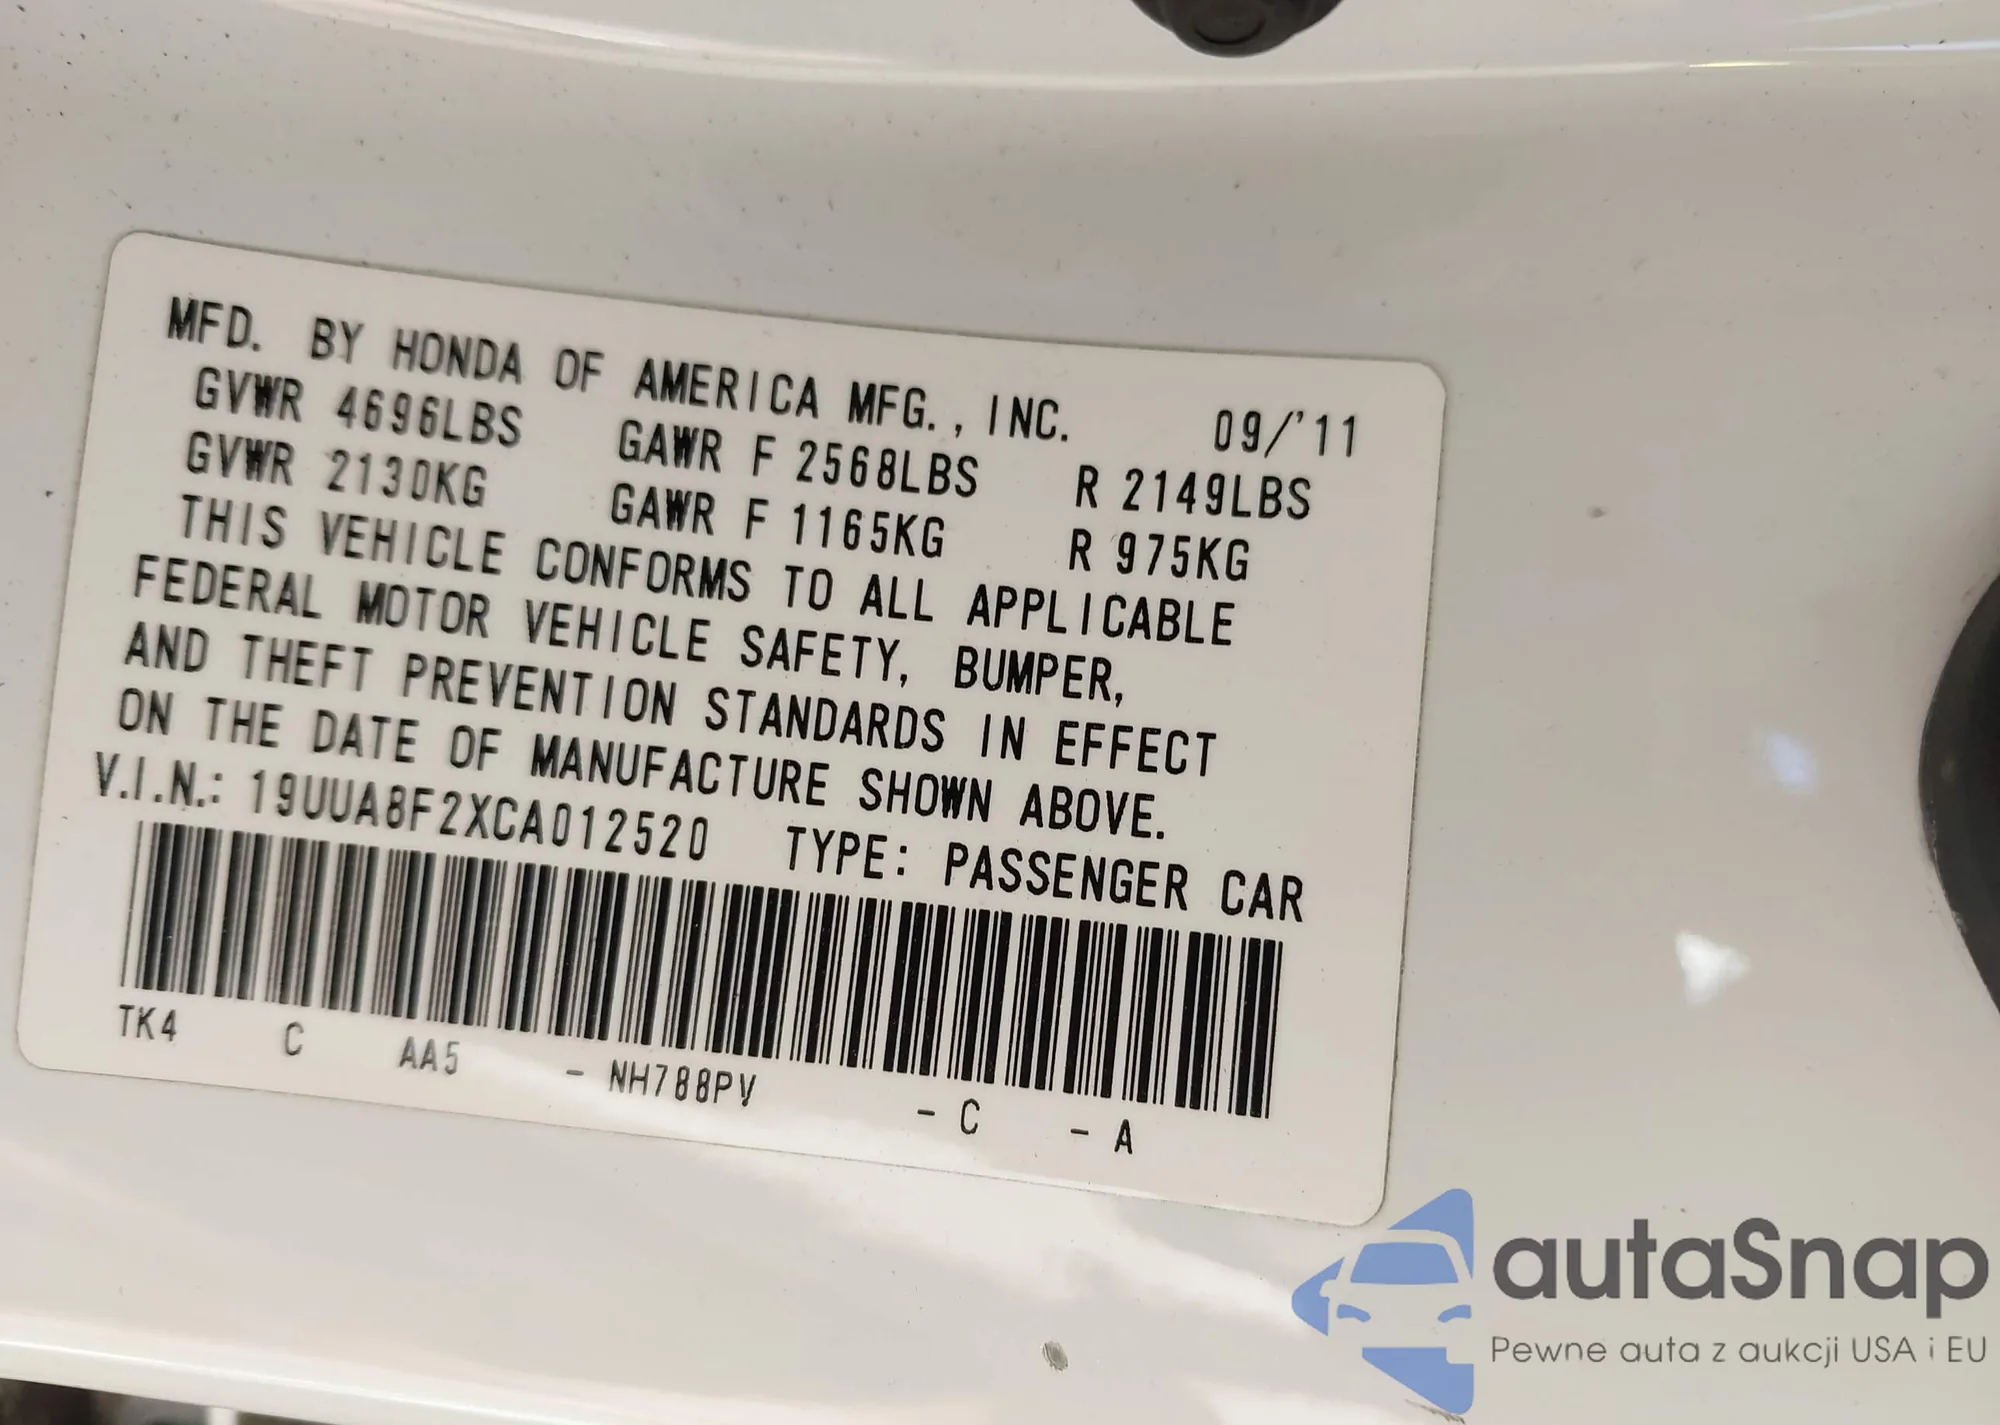 MFD. BY HONDA OF AMERICA MFG., INC. 09/'11
GVWR 4696LBS GAWR F 2568LBS R 2149LBS
GVWR 2130KG GAWR F 1165KG R 975KG
THIS VEHICLE CONFORMS TO ALL APPLICABLE
FEDERAL MOTOR VEHICLE SAFETY, BUMPER,
AND THEFT PREVENTION STANDARDS IN EFFECT
ON THE DATE OF MANUFACTURE SHOWN ABOVE.
V.I.N.: 19UUA8F2XCA012520 TYPE: PASSENGER CAR
TK4 C AA5 - NH788PV - C - A
autaSnap
Pewne auta z aukcji USA i EU